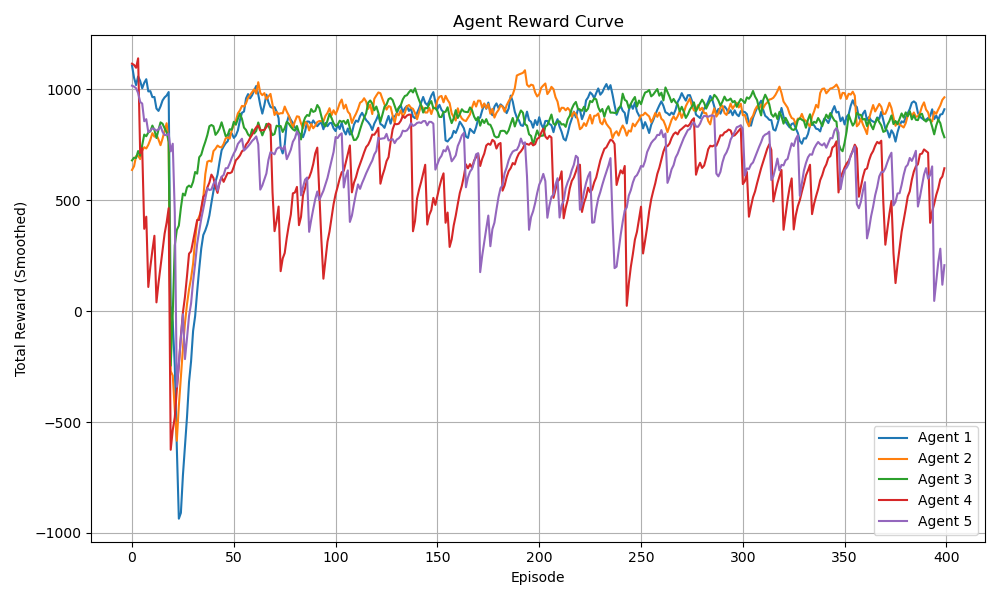 Agent Reward Curve
Total Reward (Smoothed)
1000
500
0
−500
−1000
0 50 100 150 200 250 300 350 400
Episode
Agent 1
Agent 2
Agent 3
Agent 4
Agent 5